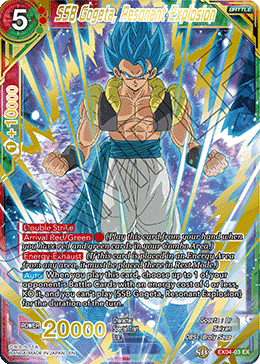 SSB Gogeta, Resonant Explosion
BATTLE
5
1 +10000
Double Strike
Arrival Red/Green (Play this card from your hand when
you have red and green cards in your Combo Area!)
Energy-Exhaust (If this card is placed in an Energy Area
from any area, it must be placed there in Rest Mode.)
Auto When you play this card, choose up to 1 of your
opponent's Battle Cards with an energy cost of 4 or less,
KO it, and you can't play [SSB Gogeta, Resonant
Explosion] for the duration of the turn.
POWER 20000
Gogeta : Br
Saiyan
MADE IN JAPAN
EX04-03 EX